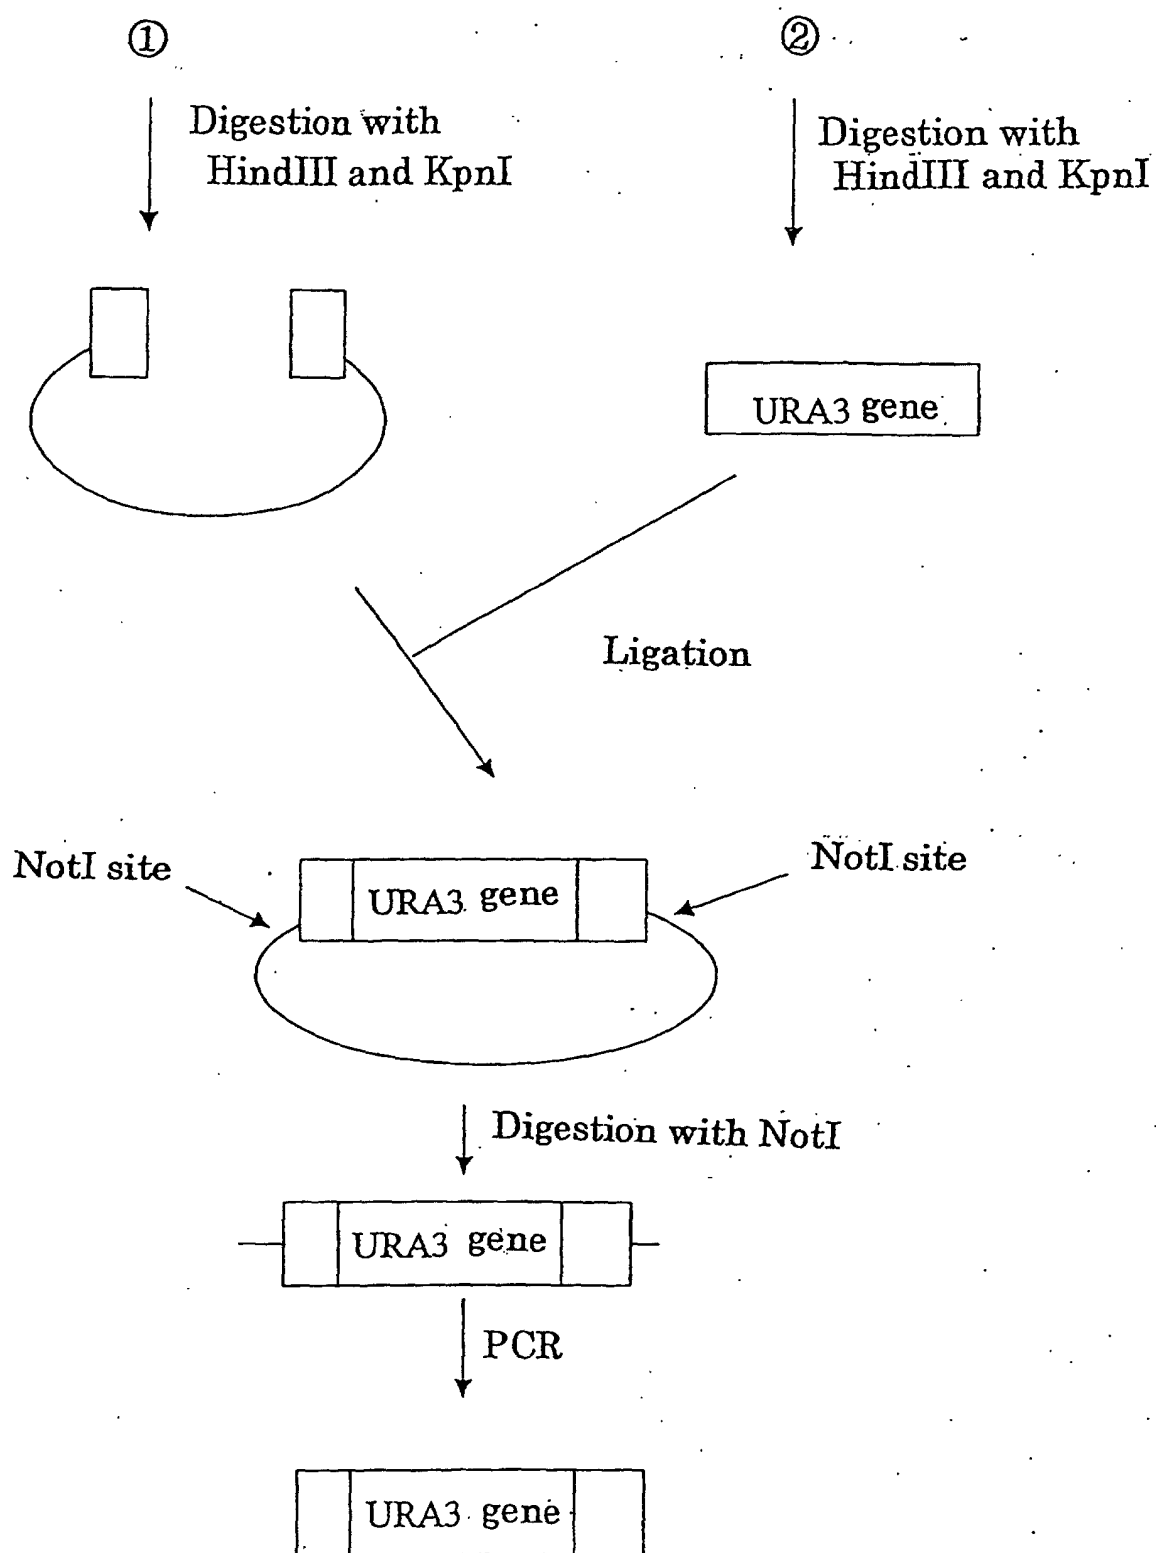 ①
②
Digestion with
HindIII and KpnI
Digestion with
HindIII and KpnI
URA3 gene
Ligation
NotI site
NotI site
URA3 gene
Digestion with NotI
URA3 gene
PCR
URA3 gene